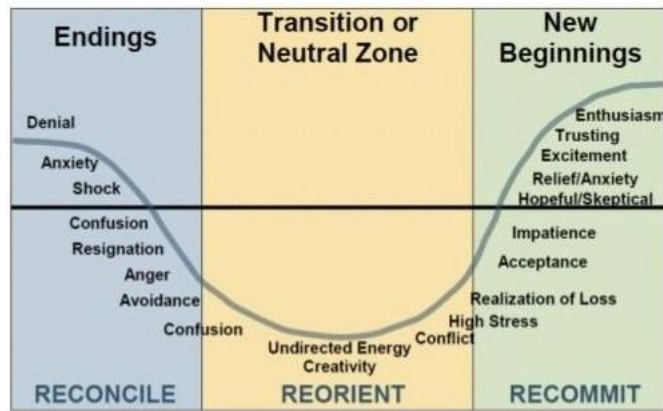 Endings
Transition or
Neutral Zone
New
Beginnings
Denial
Anxiety
Shock
Confusion
Resignation
Anger
Avoidance
Confusion
Undirected Energy
Creativity
Conflict
High Stress
Realization of Loss
Acceptance
Impatience
Hopeful/Skeptical
Relief/Anxiety
Excitement
Trusting
Enthusiasm
RECONCILE
REORIENT
RECOMMIT